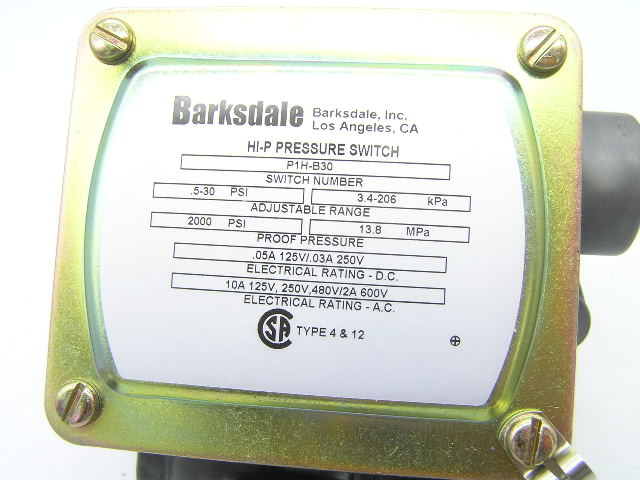 Barksdale Barksdale, Inc.
Los Angeles, CA
HI-P PRESSURE SWITCH
P1H-B30
SWITCH NUMBER
.5-30 PSI 3.4-206 kPa
ADJUSTABLE RANGE
2000 PSI 13.8 MPa
PROOF PRESSURE
.05A 125V/.03A 250V
ELECTRICAL RATING - D.C.
10A 125V, 250V,480V/2A 600V
ELECTRICAL RATING - A.C.
SA TYPE 4 & 12